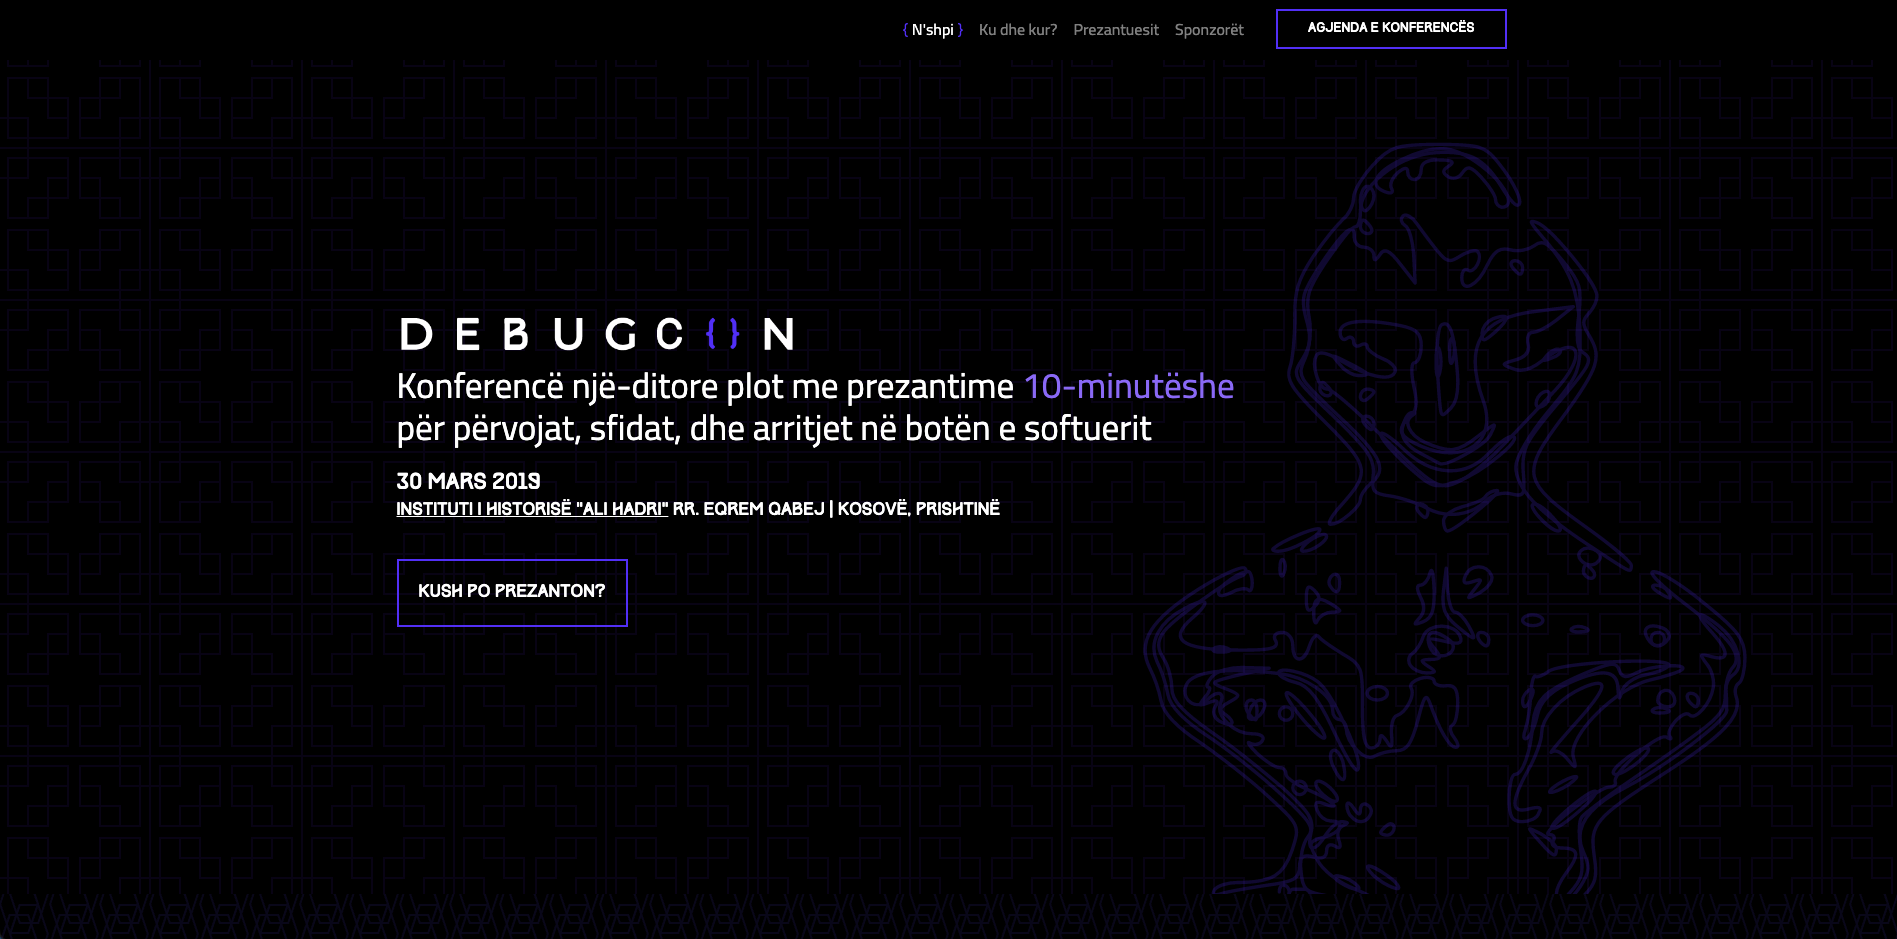 { N'shpi } Ku dhe kur? Prezantuesit Sponzorët AGJENDA E KONFERENCËS
DEBUGC{}N
Konferencë një-ditore plot me prezantime 10-minutëshe
për përvojat, sfidat, dhe arritjet në botën e softuerit
30 MARS 2019
INSTITUTI I HISTORISË "ALI HADRI" RR. EQREM QABEJ | KOSOVË, PRISHTINË
KUSH PO PREZANTON?